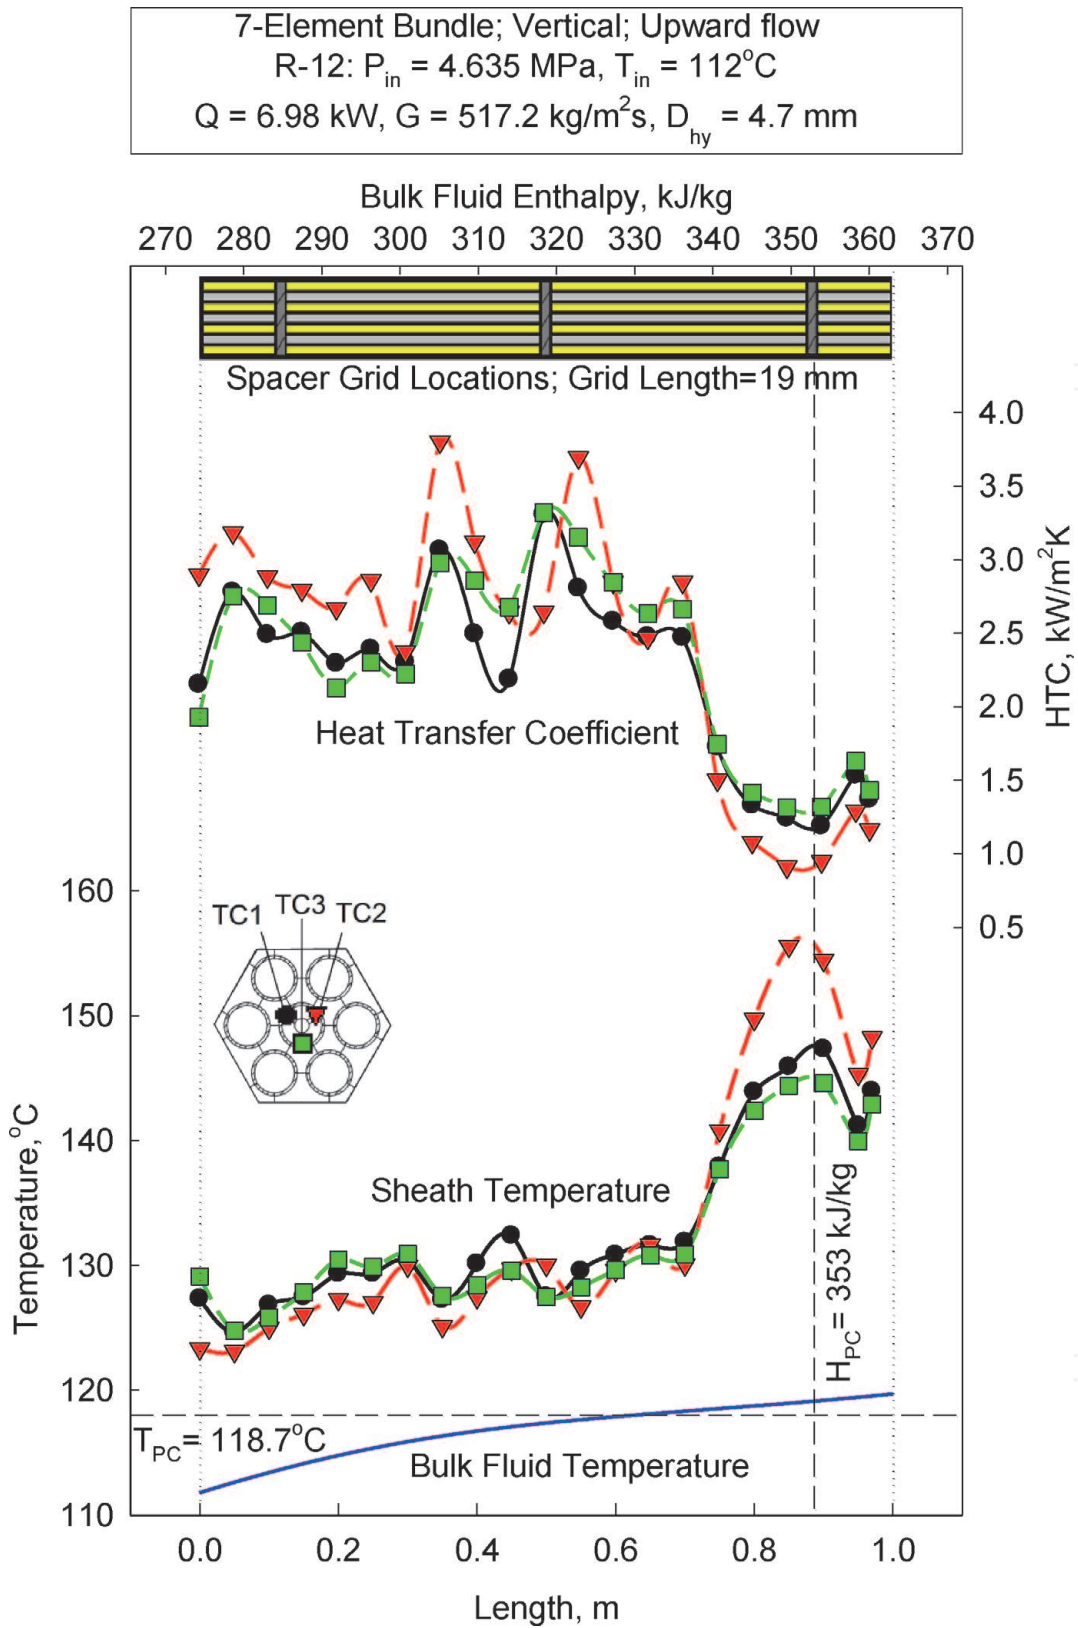 7-Element Bundle; Vertical; Upward flow
R-12: P_in = 4.635 MPa, T_in = 112°C
Q = 6.98 kW, G = 517.2 kg/m²s, D_hy = 4.7 mm
Bulk Fluid Enthalpy, kJ/kg
270 280 290 300 310 320 330 340 350 360 370
Spacer Grid Locations; Grid Length=19 mm
4.0
3.5
3.0
2.5
2.0
1.5
1.0
0.5
HTC, kW/m²K
Heat Transfer Coefficient
TC1 TC3 TC2
160
150
140
130
120
110
Temperature,°C
Sheath Temperature
H_PC= 353 kJ/kg
T_PC= 118.7°C
Bulk Fluid Temperature
0.0 0.2 0.4 0.6 0.8 1.0
Length, m